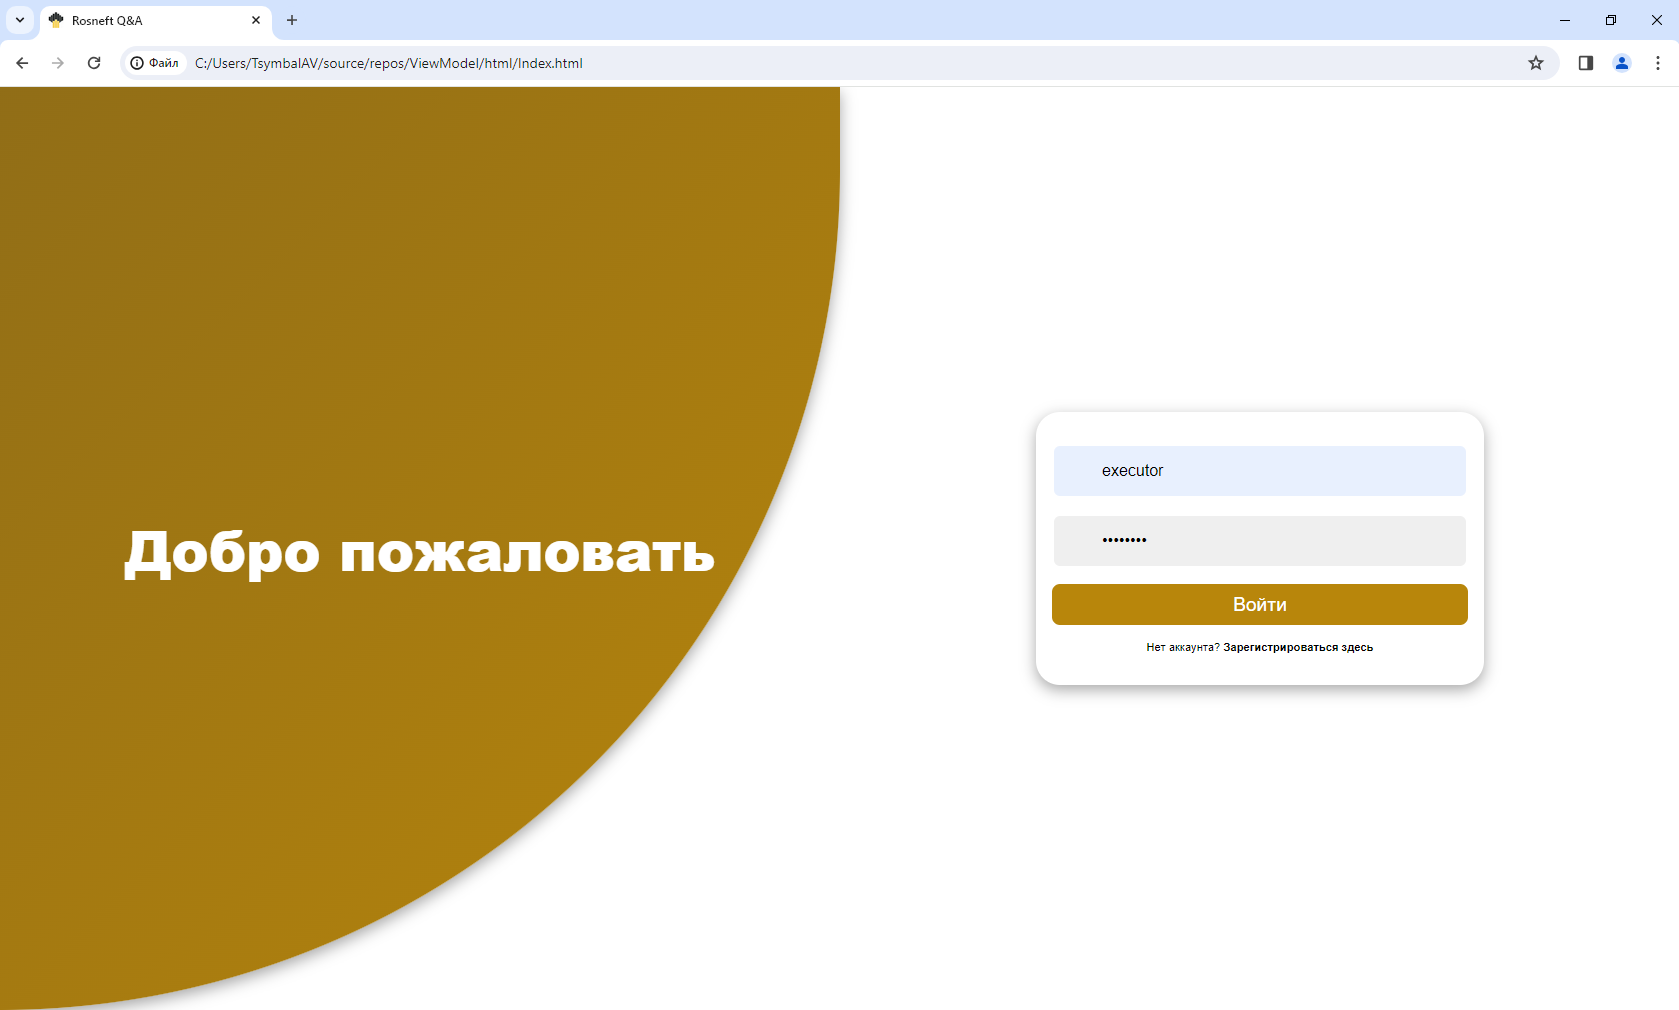 Rosneft Q&A
Файл
C:/Users/TsymbalAV/source/repos/ViewModel/html/Index.html
Добро пожаловать
executor
••••••••
Войти
Нет аккаунта? Зарегистрироваться здесь